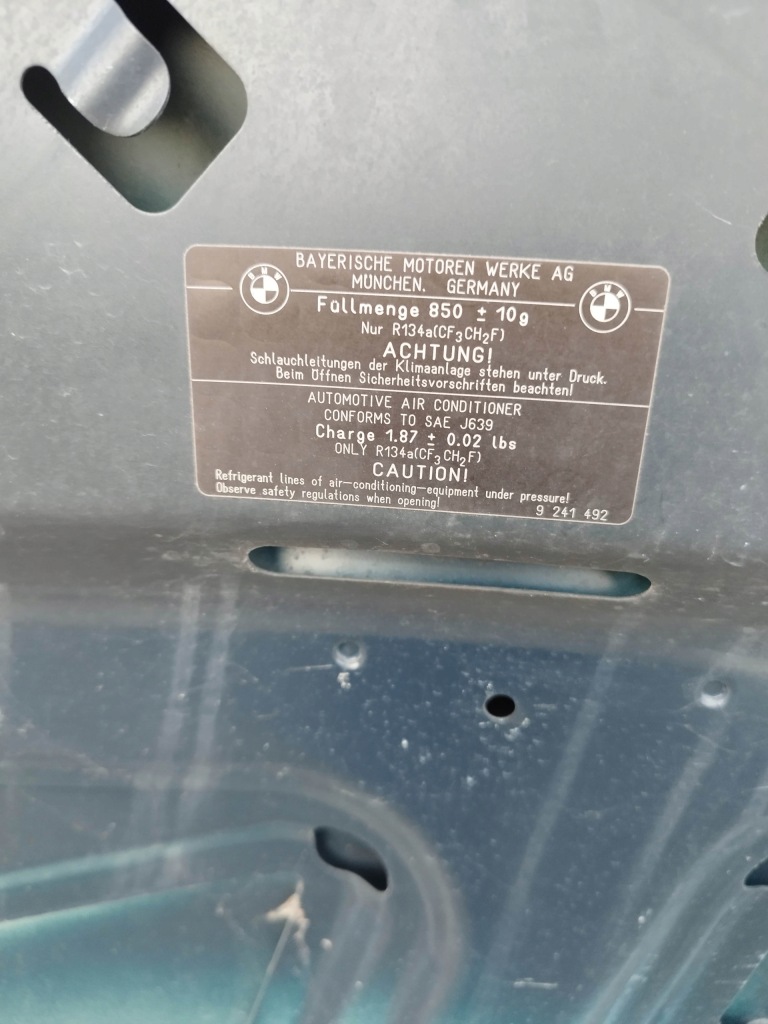 BAYERISCHE MOTOREN WERKE AG
MÜNCHEN. GERMANY
BMW
BMW
Füllmenge 850 ± 10g
Nur R134a(CF₃CH₂F)
ACHTUNG!
Schlauchleitungen der Klimaanlage stehen unter Druck.
Beim Öffnen Sicherheitsvorschriften beachten!
AUTOMOTIVE AIR CONDITIONER
CONFORMS TO SAE J639
Charge 1.87 ± 0.02 lbs
ONLY R134a(CF₃CH₂F)
CAUTION!
Refrigerant lines of air-conditioning-equipment under pressure!
Observe safety regulations when opening!
9 241 492